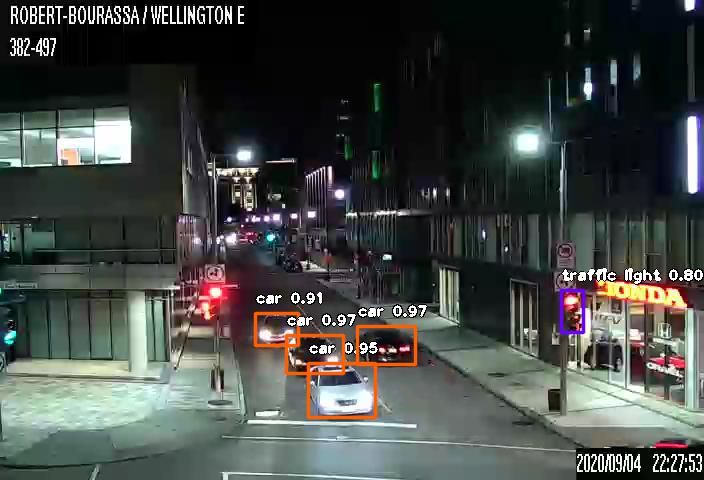 ROBERT-BOURASSA / WELLINGTON E
382-497
traffic light 0.80
HONDA
car 0.91
car 0.97
car 0.97
car 0.95
2020/09/04 22:27:53